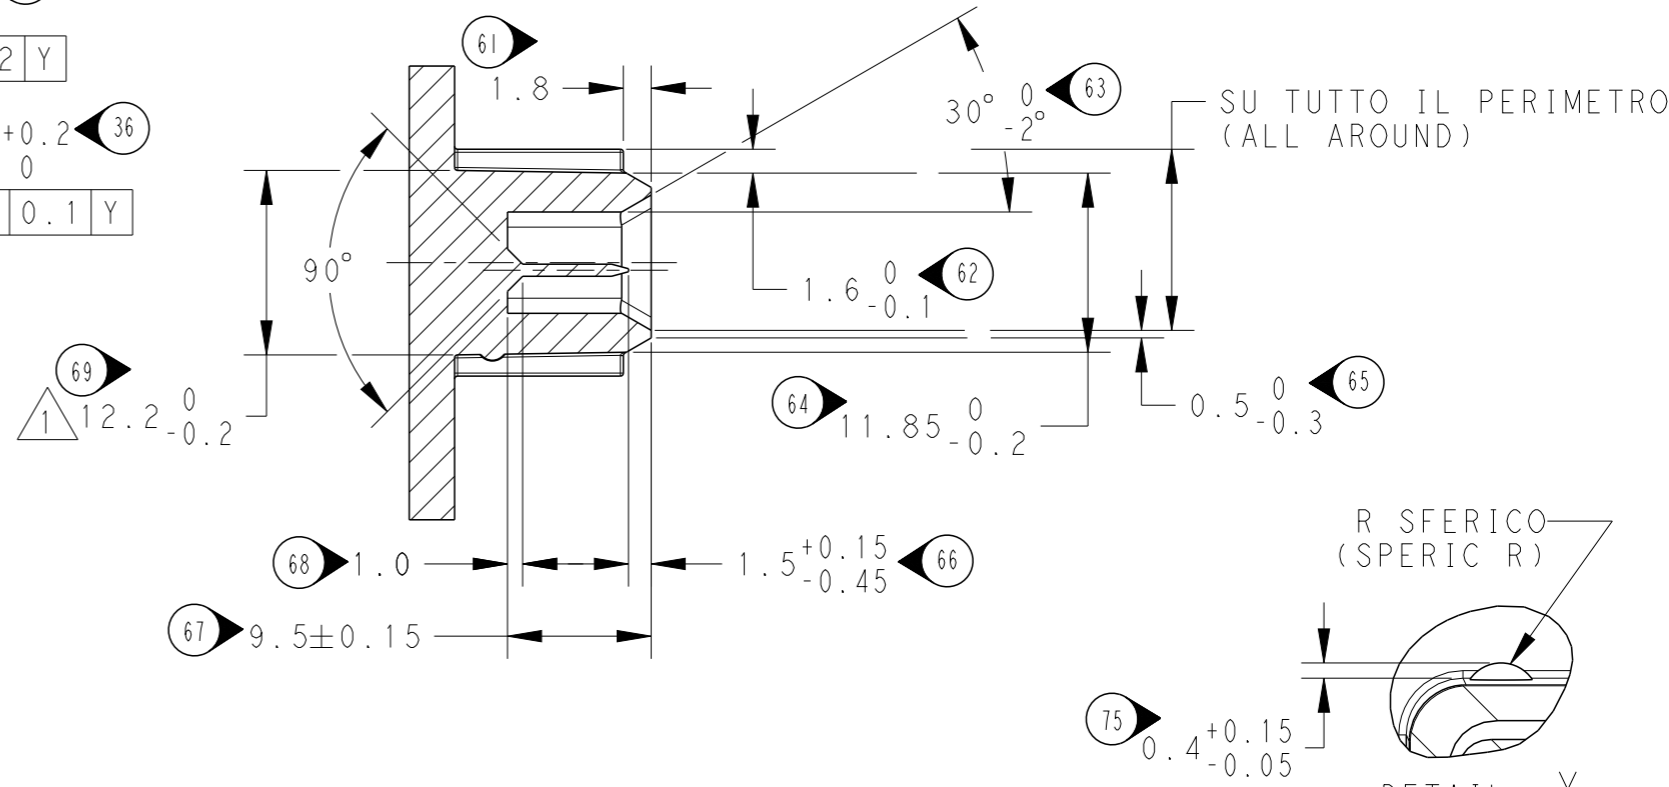 61
1.8
2 Y
+0.2 36
0
0.1 Y
30° 0 -2° 63
SU TUTTO IL PERIMETRO
(ALL AROUND)
90°
1.6 0 -0.1 62
69
1 12.2 0 -0.2
64 11.85 0 -0.2
0.5 0 -0.3 65
68 1.0
1.5 +0.15 -0.45 66
67 9.5±0.15
R SFERICO
(SPERIC R)
75 0.4 +0.15 -0.05